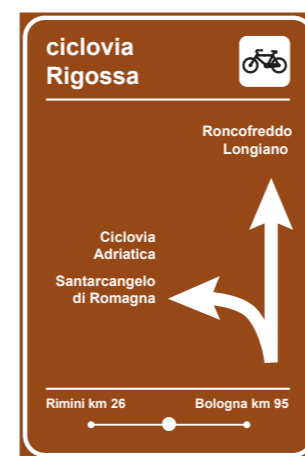 ciclovia
Rigossa
Roncofreddo
Longiano
Ciclovia
Adriatica
Santarcangelo
di Romagna
Rimini km 26
Bologna km 95